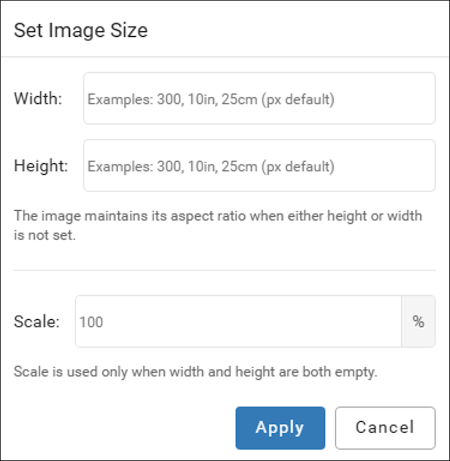 Set Image Size
Width: Examples: 300, 10in, 25cm (px default)
Height: Examples: 300, 10in, 25cm (px default)
The image maintains its aspect ratio when either height or width
is not set.
Scale: 100 %
Scale is used only when width and height are both empty.
Apply Cancel